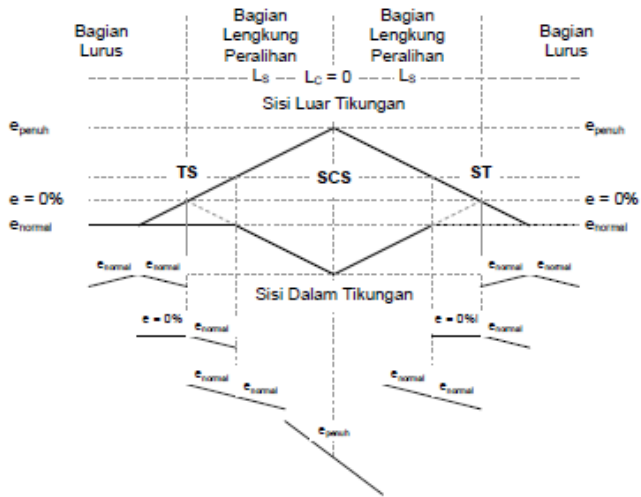 Bagian
Lurus
Bagian
Lengkung
Peralihan
Ls
Bagian
Lengkung
Peralihan
Ls
Bagian
Lurus
Lc = 0
Sisi Luar Tikungan
epenuh
epenuh
TS
SCS
ST
e = 0%
e = 0%
enormal
enormal
enormal
enormal
enormal
enormal
Sisi Dalam Tikungan
e = 0%
enormal
e = 0%
enormal
enormal
enormal
enormal
enormal
epenuh